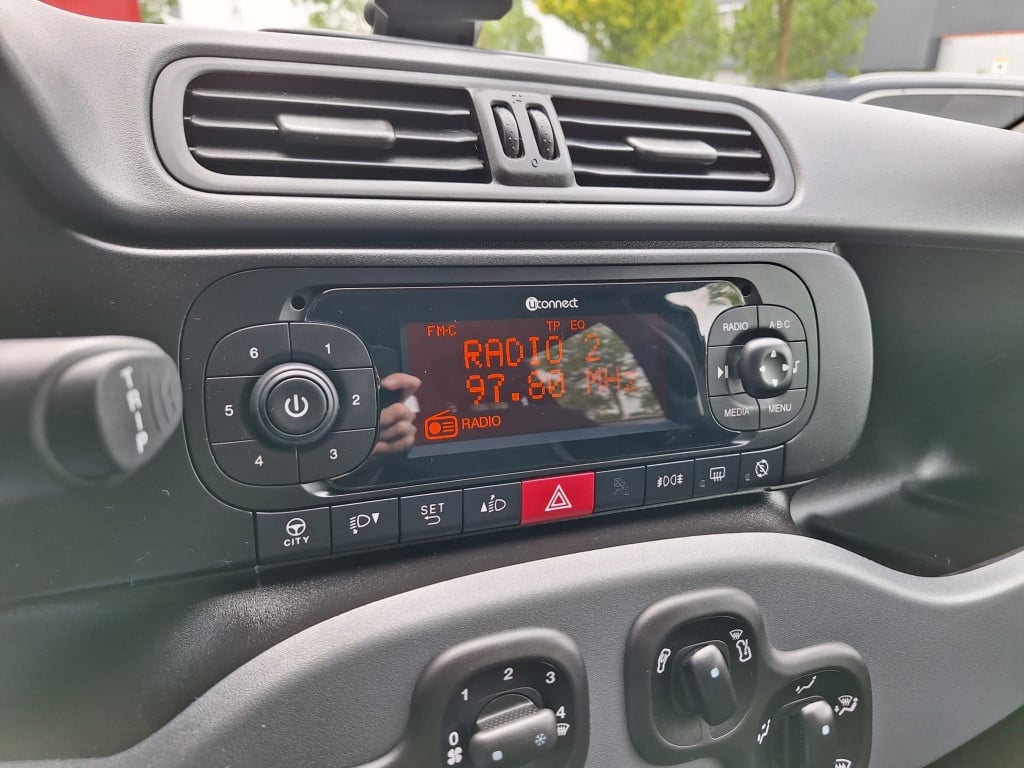 uconnect
FM-C TP EQ
RADIO 2
97.80 MHz
RADIO
6 1
5 2
4 3
RADIO A·B·C
MEDIA MENU
TRIP
CITY
SET
0 1 2 3 4
0